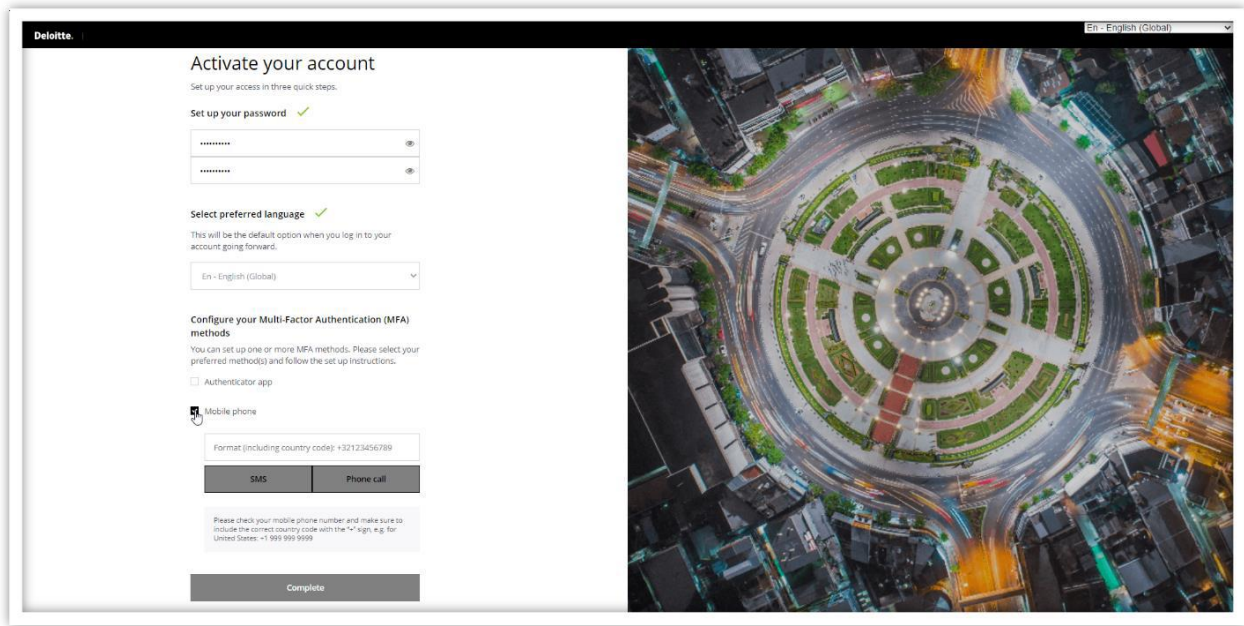 Deloitte.
En - English (Global)
Activate your account
Set up your access in three quick steps.
Set up your password
••••••••••
••••••••••
Select preferred language
This will be the default option when you log in to your
account going forward.
En - English (Global)
Configure your Multi-Factor Authentication (MFA)
methods
You can set up one or more MFA methods. Please select your
preferred method(s) and follow the set up instructions.
Authenticator app
Mobile phone
Format (including country code): +32123456789
SMS
Phone call
Please check your mobile phone number and make sure to
include the correct country code with the "+" sign, e.g. for
United States: +1 999 999 9999
Complete